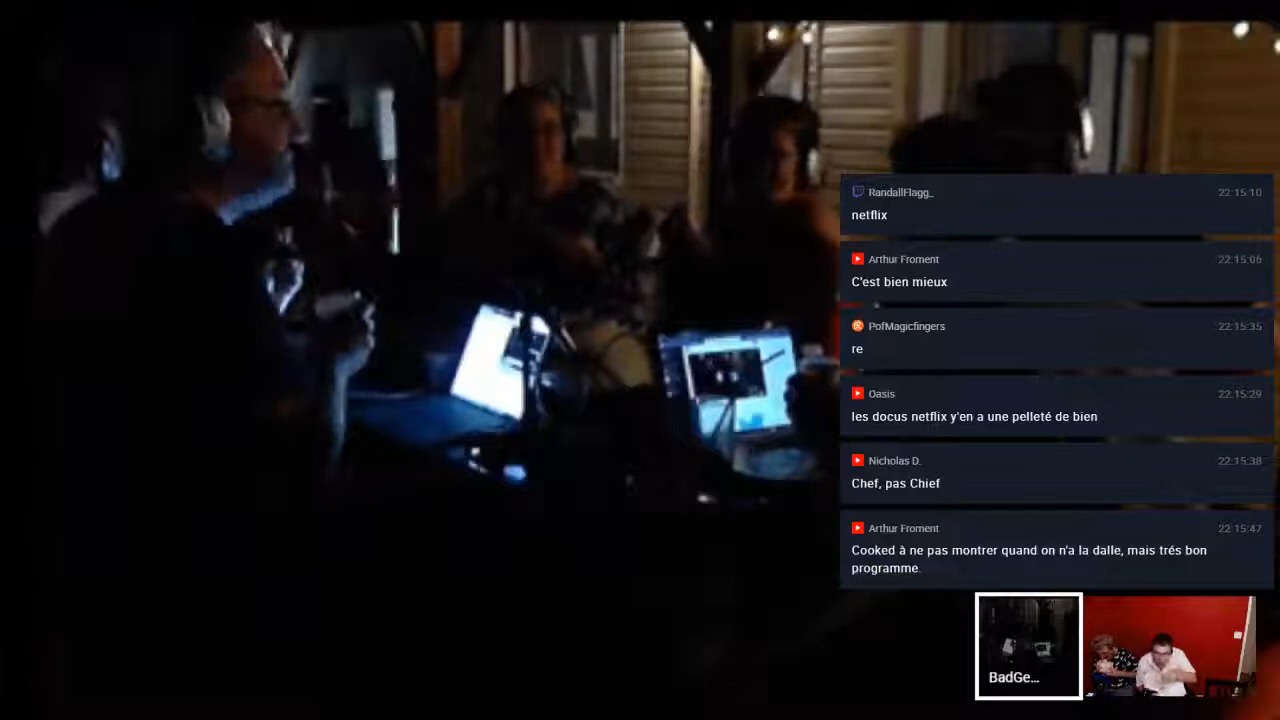 RandallFlagg_ 22:15:10
netflix
Arthur Froment 22:15:06
C'est bien mieux
PofMagicfingers 22:15:35
re
Oasis 22:15:29
les docus netflix y'en a une pelleté de bien
Nicholas D. 22:15:38
Chef, pas Chief
Arthur Froment 22:15:47
Cooked à ne pas montrer quand on n'a la dalle, mais trés bon
programme.
BadGe...